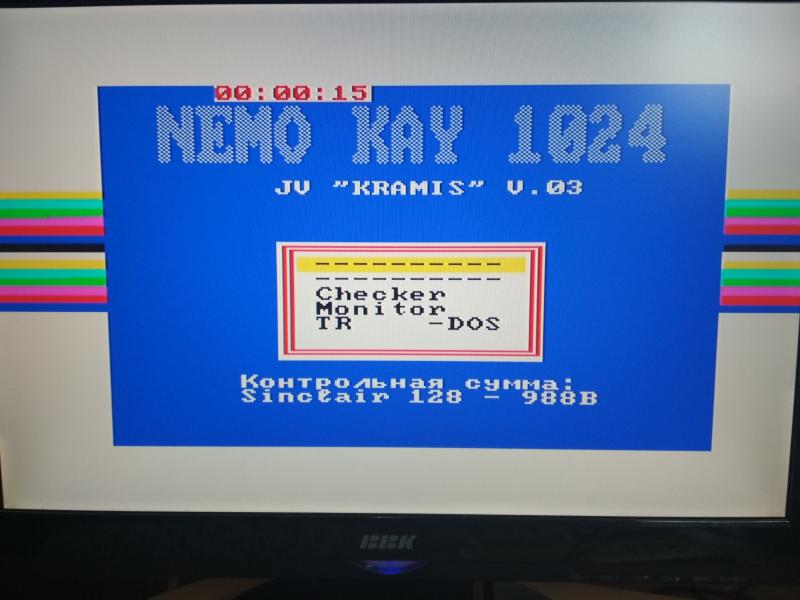 00:00:15
NEMO KAY 1024
JV "KRAMIS" V.03
----------
----------
Checker
Monitor
TR -DOS
Контрольная сумма:
Sinclair 128 - 988B
BBK